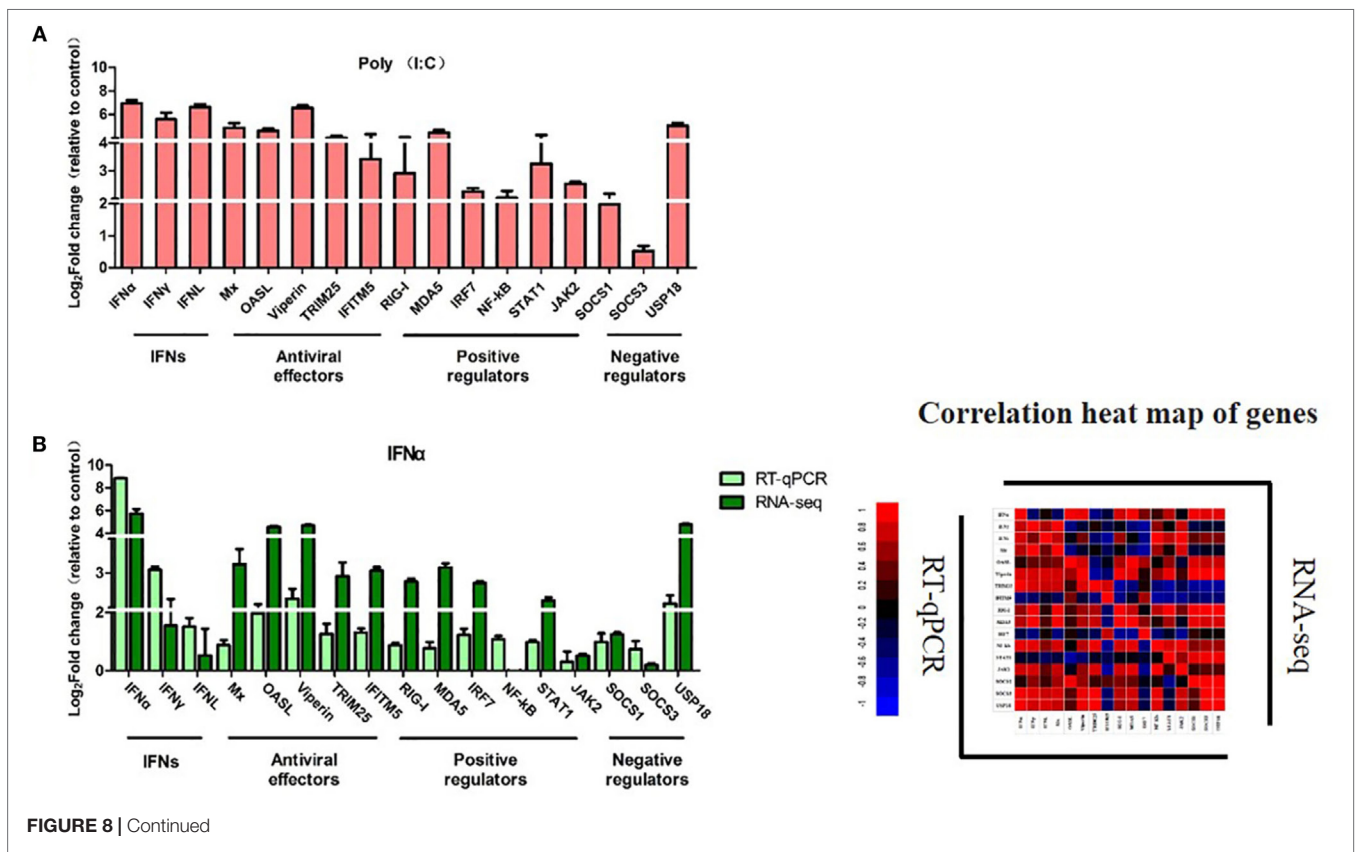 A
Poly （I:C）
Log2Fold change（relative to control）
10
8
6
4
3
2
1
0
IFNα IFNγ IFNL Mx OASL Viperin TRIM25 IFITM5 RIG-I MDA5 IRF7 NF-kB STAT1 JAK2 SOCS1 SOCS3 USP18
IFNs Antiviral effectors Positive regulators Negative regulators
B
IFNα
Log2Fold change（relative to control）
10
8
6
4
3
2
0
IFNα IFNγ IFNL Mx OASL Viperin TRIM25 IFITM5 RIG-I MDA5 IRF7 NF-kB STAT1 JAK2 SOCS1 SOCS3 USP18
IFNs Antiviral effectors Positive regulators Negative regulators
RT-qPCR
RNA-seq
Correlation heat map of genes
1
0.8
0.6
0.4
0.2
0
-0.2
-0.4
-0.6
-0.8
-1
RT-qPCR
RNA-seq
FIGURE 8 | Continued